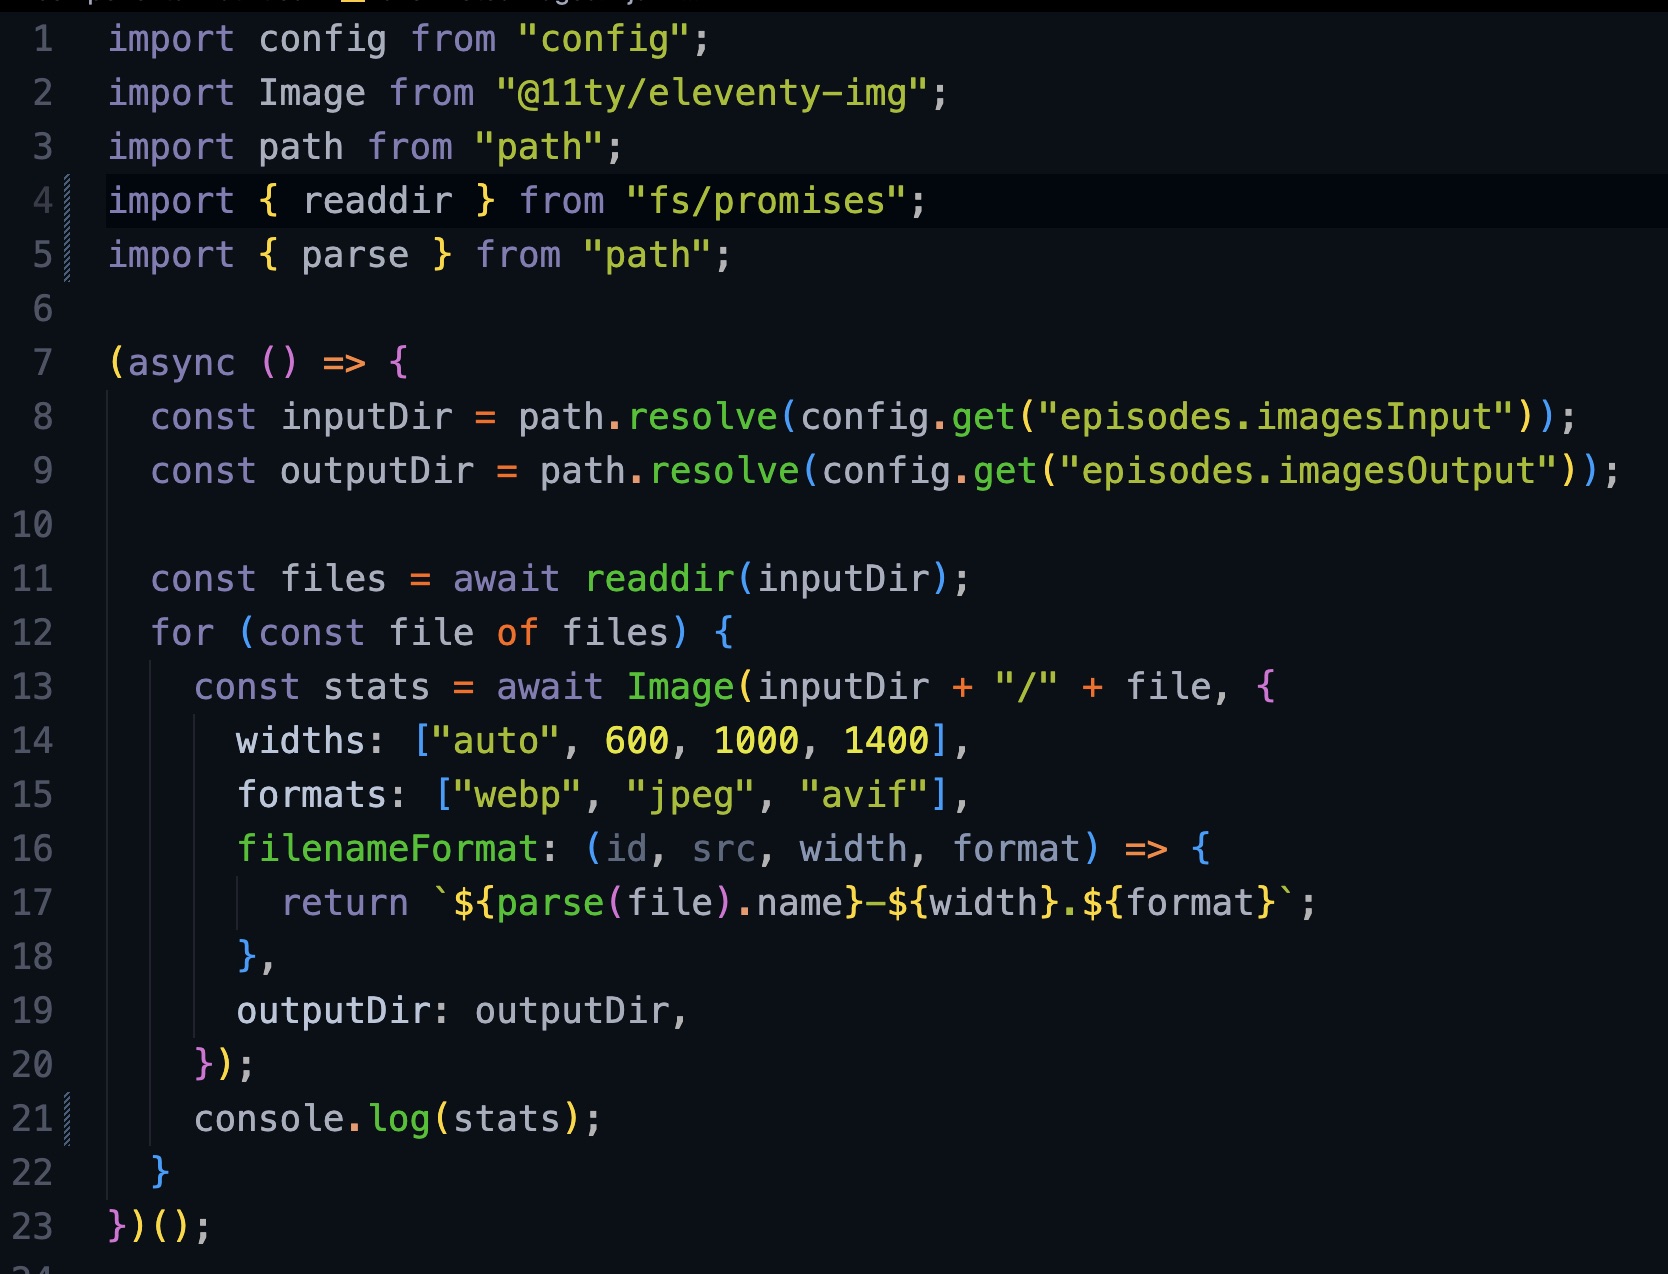 1 import config from "config";
2 import Image from "@11ty/eleventy-img";
3 import path from "path";
4 import { readdir } from "fs/promises";
5 import { parse } from "path";
6
7 (async () => {
8 const inputDir = path.resolve(config.get("episodes.imagesInput"));
9 const outputDir = path.resolve(config.get("episodes.imagesOutput"));
10
11 const files = await readdir(inputDir);
12 for (const file of files) {
13 const stats = await Image(inputDir + "/" + file, {
14 widths: ["auto", 600, 1000, 1400],
15 formats: ["webp", "jpeg", "avif"],
16 filenameFormat: (id, src, width, format) => {
17 return `${parse(file).name}-${width}.${format}`;
18 },
19 outputDir: outputDir,
20 });
21 console.log(stats);
22 }
23 })();